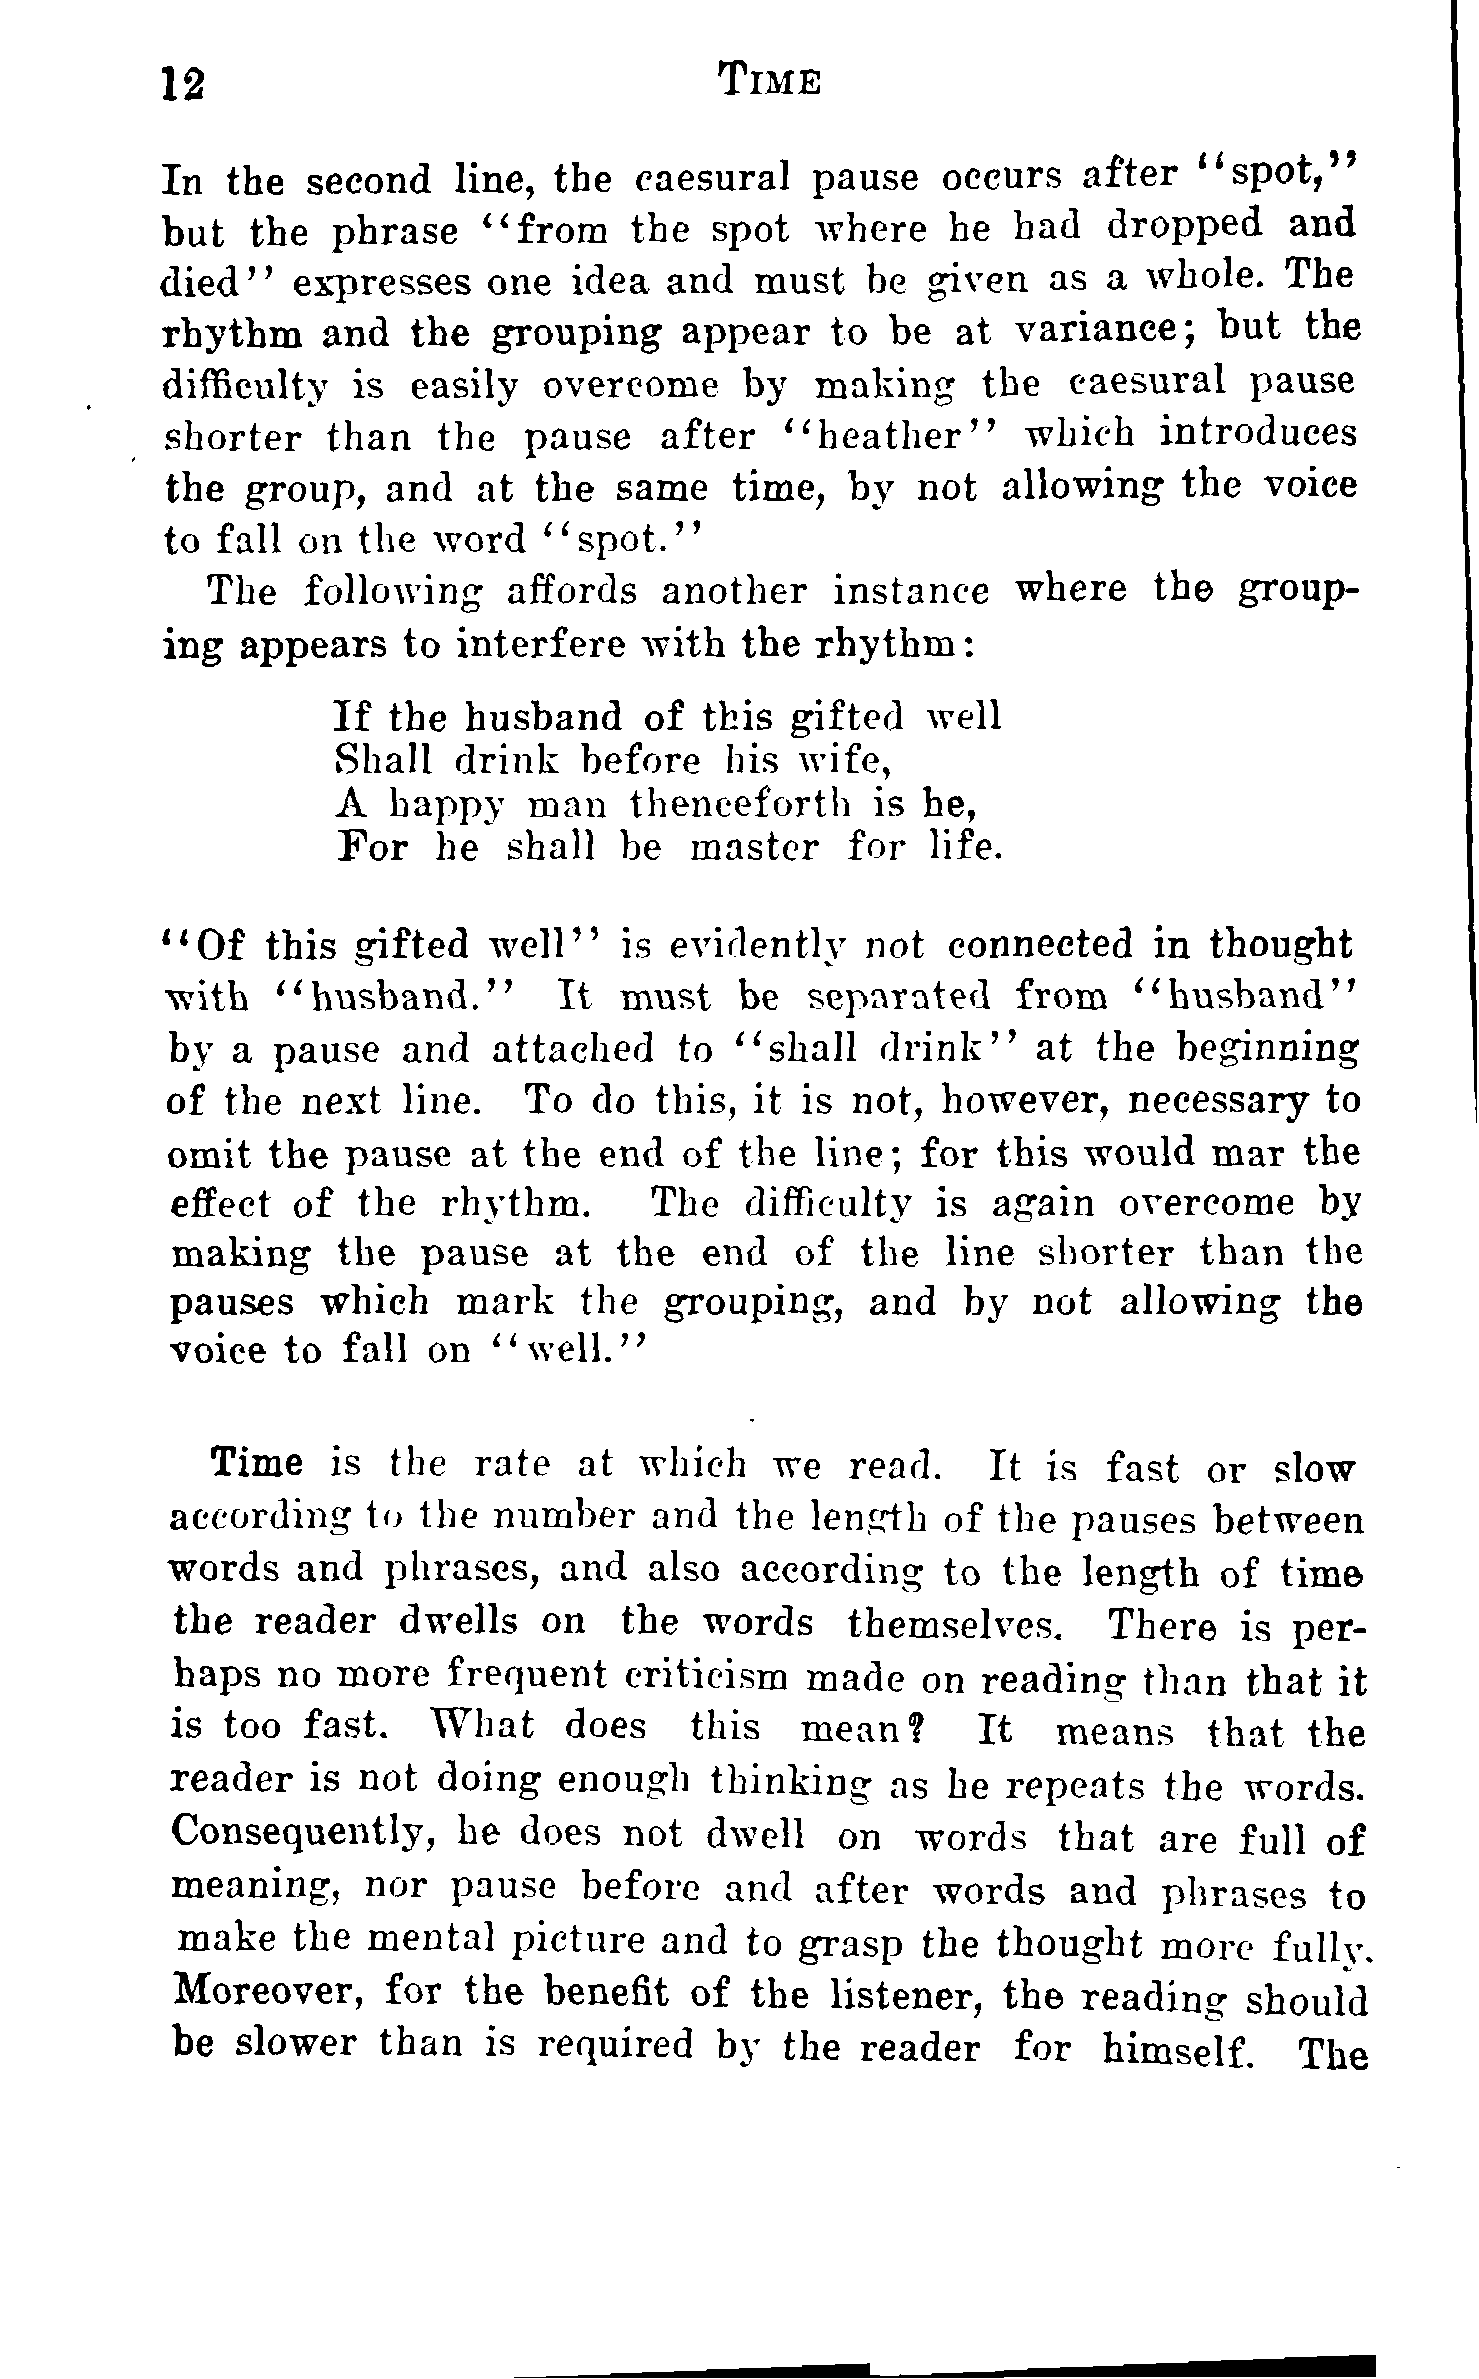 12 TIME
In the second line, the caesural pause occurs after "spot,"
but the phrase "from the spot where he had dropped and
died" expresses one idea and must be given as a whole. The
rhythm and the grouping appear to be at variance; but the
difficulty is easily overcome by making the caesural pause
shorter than the pause after "heather" which introduces
the group, and at the same time, by not allowing the voice
to fall on the word "spot."
The following affords another instance where the group-
ing appears to interfere with the rhythm:
If the husband of this gifted well
Shall drink before his wife,
A happy man thenceforth is he,
For he shall be master for life.
"Of this gifted well" is evidently not connected in thought
with "husband." It must be separated from "husband"
by a pause and attached to "shall drink" at the beginning
of the next line. To do this, it is not, however, necessary to
omit the pause at the end of the line; for this would mar the
effect of the rhythm. The difficulty is again overcome by
making the pause at the end of the line shorter than the
pauses which mark the grouping, and by not allowing the
voice to fall on "well."
Time is the rate at which we read. It is fast or slow
according to the number and the length of the pauses between
words and phrases, and also according to the length of time
the reader dwells on the words themselves. There is per-
haps no more frequent criticism made on reading than that it
is too fast. What does this mean? It means that the
reader is not doing enough thinking as he repeats the words.
Consequently, he does not dwell on words that are full of
meaning, nor pause before and after words and phrases to
make the mental picture and to grasp the thought more fully.
Moreover, for the benefit of the listener, the reading should
be slower than is required by the reader for himself. The